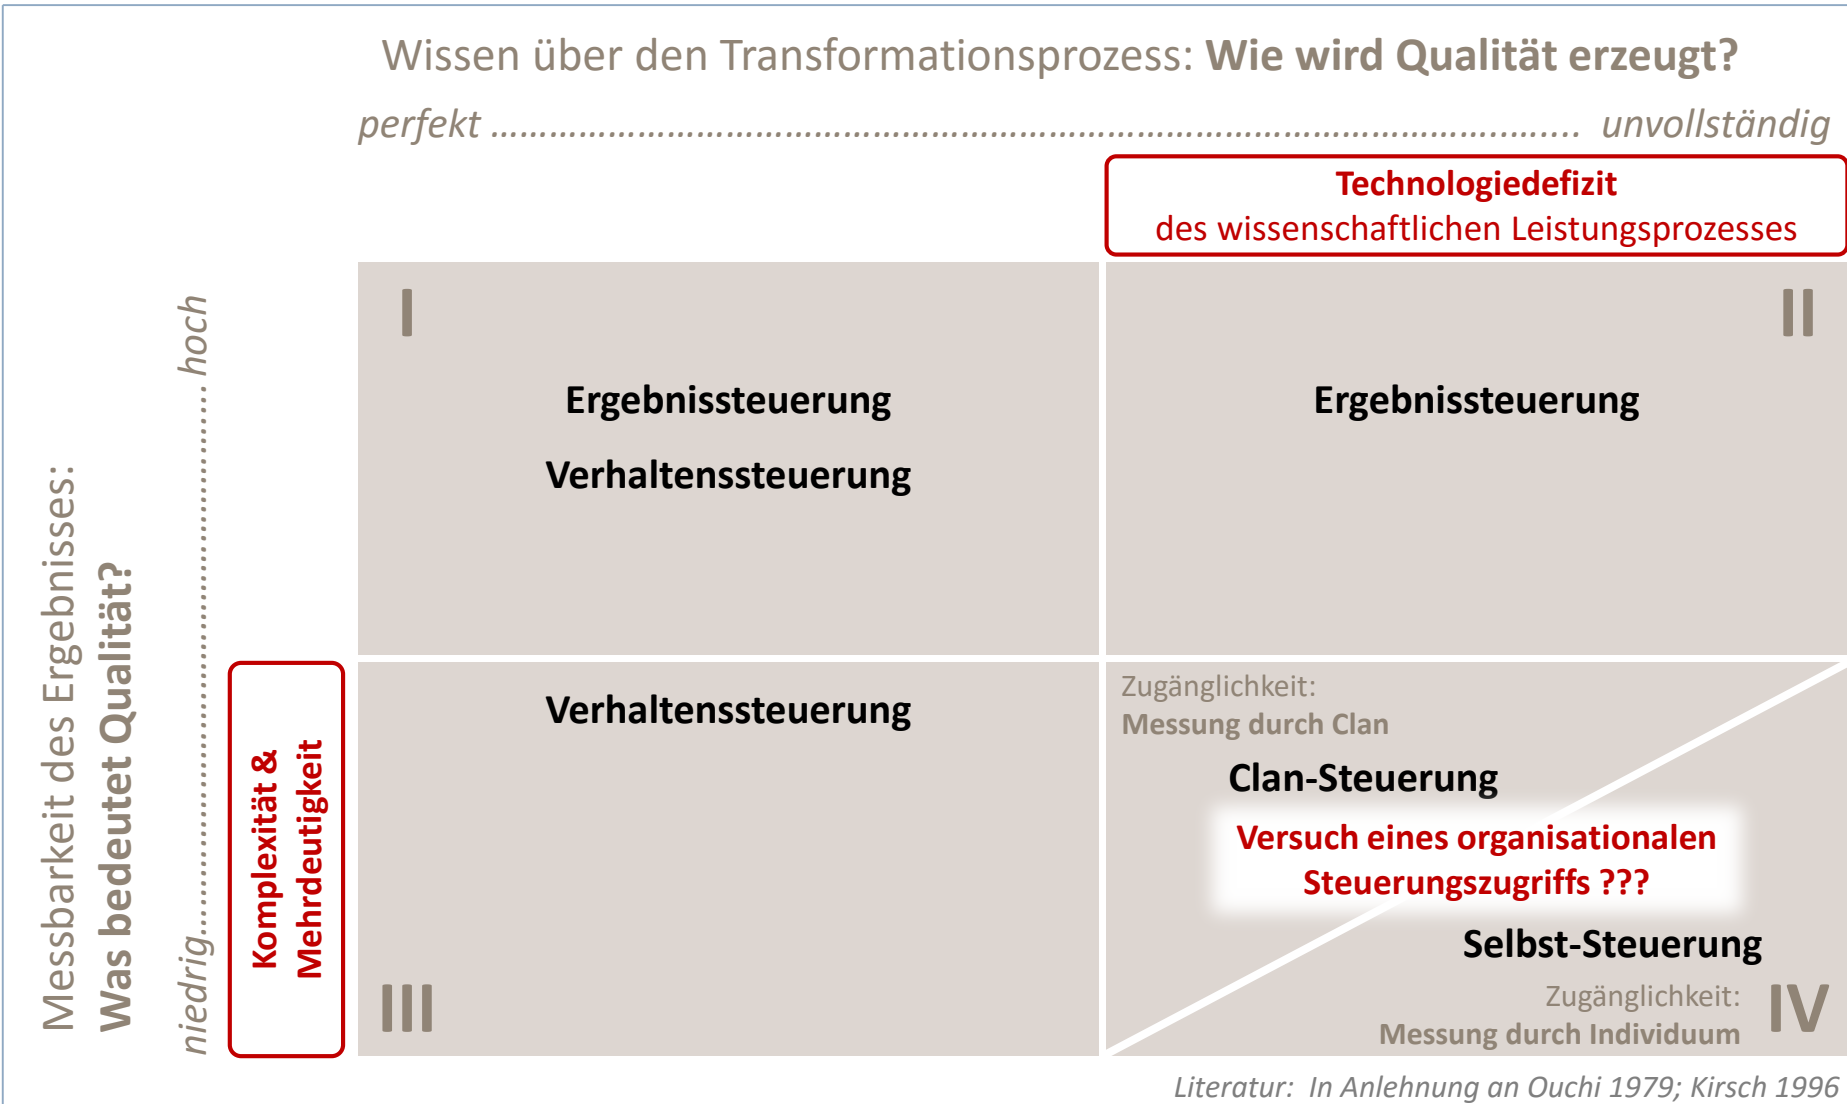 Wissen über den Transformationsprozess: Wie wird Qualität erzeugt?
perfekt ................................................................................................ unvollständig
Technologiedefizit
des wissenschaftlichen Leistungsprozesses
Messbarkeit des Ergebnisses:
Was bedeutet Qualität?
niedrig............................................................hoch
Komplexität &
Mehrdeutigkeit
I
Ergebnissteuerung
Verhaltenssteuerung
II
Ergebnissteuerung
Verhaltenssteuerung
III
Zugänglichkeit:
Messung durch Clan
Clan-Steuerung
Versuch eines organisationalen
Steuerungszugriffs ???
Selbst-Steuerung
Zugänglichkeit:
Messung durch Individuum
IV
Literatur: In Anlehnung an Ouchi 1979; Kirsch 1996